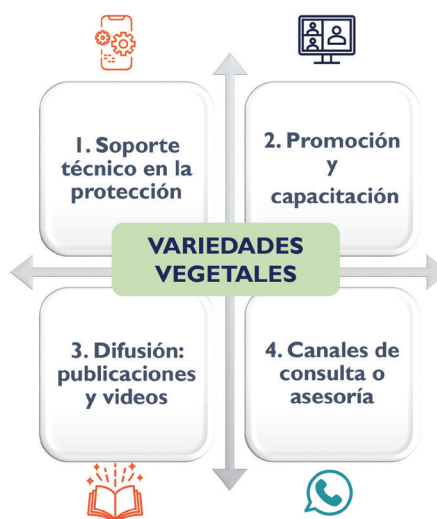 1. Soporte
técnico en la
protección
2. Promoción
y
capacitación
VARIEDADES
VEGETALES
3. Difusión:
publicaciones
y videos
4. Canales de
consulta o
asesoría